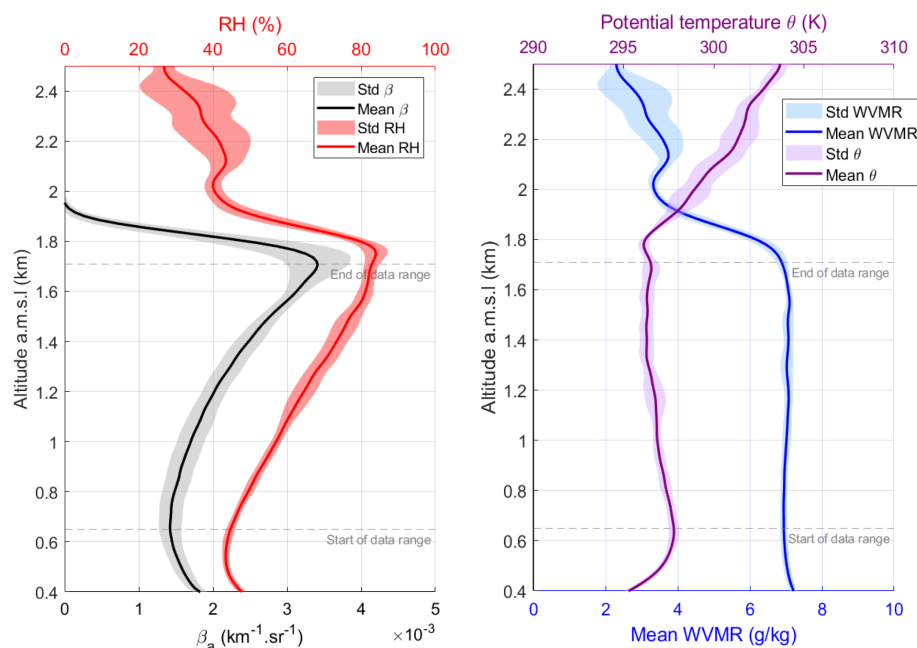 RH (%)
0 20 40 60 80 100
2.4
2.2
2
1.8
1.6
1.4
1.2
1
0.8
0.6
0.4
Altitude a.m.s.l (km)
Std β
Mean β
Std RH
Mean RH
End of data range
Start of data range
0 1 2 3 4 5
βₐ (km⁻¹.sr⁻¹) ×10⁻³
Potential temperature θ (K)
290 295 300 305 310
2.4
2.2
2
1.8
1.6
1.4
1.2
1
0.8
0.6
0.4
Altitude a.m.s.l (km)
Std WVMR
Mean WVMR
Std θ
Mean θ
End of data range
Start of data range
0 2 4 6 8 10
Mean WVMR (g/kg)